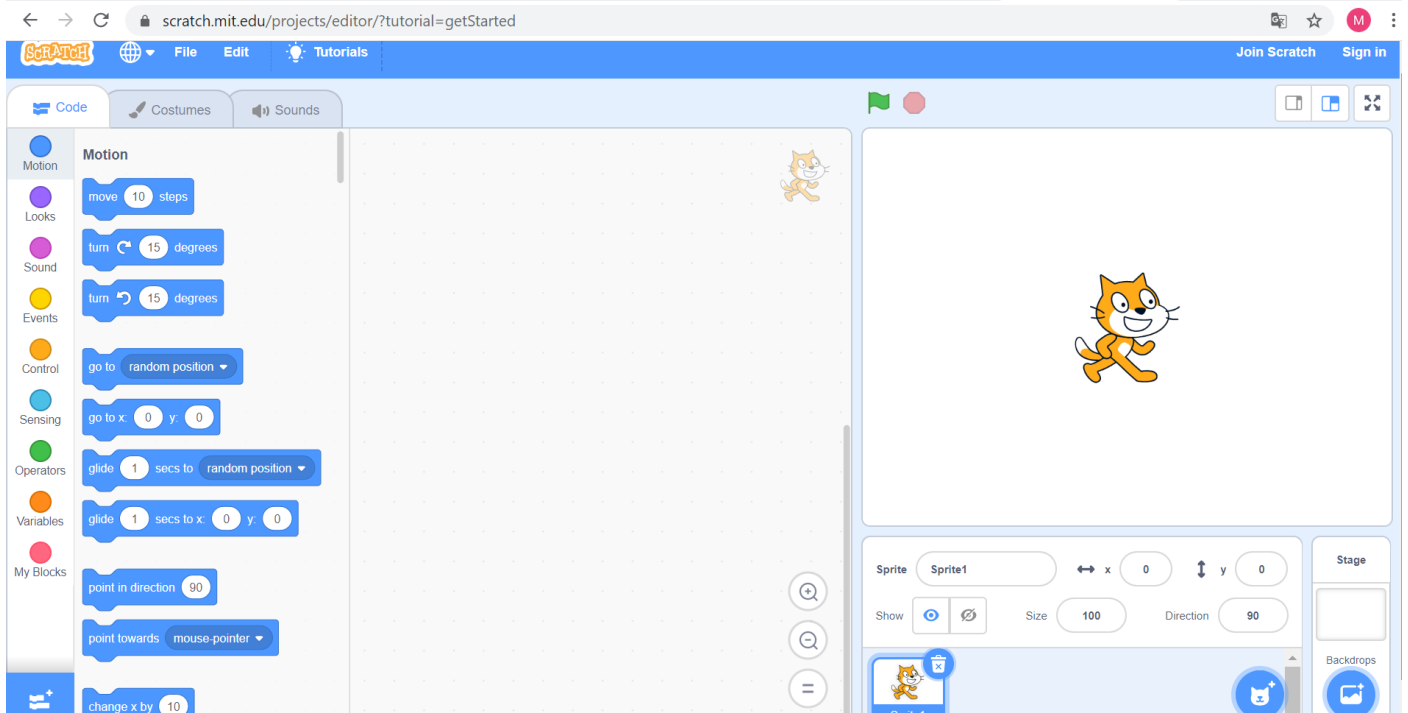 scratch.mit.edu/projects/editor/?tutorial=getStarted
M
SCRATCH
File
Edit
Tutorials
Join Scratch
Sign in
Code
Costumes
Sounds
Motion
Looks
Sound
Events
Control
Sensing
Operators
Variables
My Blocks
Motion
move 10 steps
turn 15 degrees
turn 15 degrees
go to random position
go to x: 0 y: 0
glide 1 secs to random position
glide 1 secs to x: 0 y: 0
point in direction 90
point towards mouse-pointer
change x by 10
Sprite Sprite1 x 0 y 0
Show Size 100 Direction 90
Stage
Backdrops